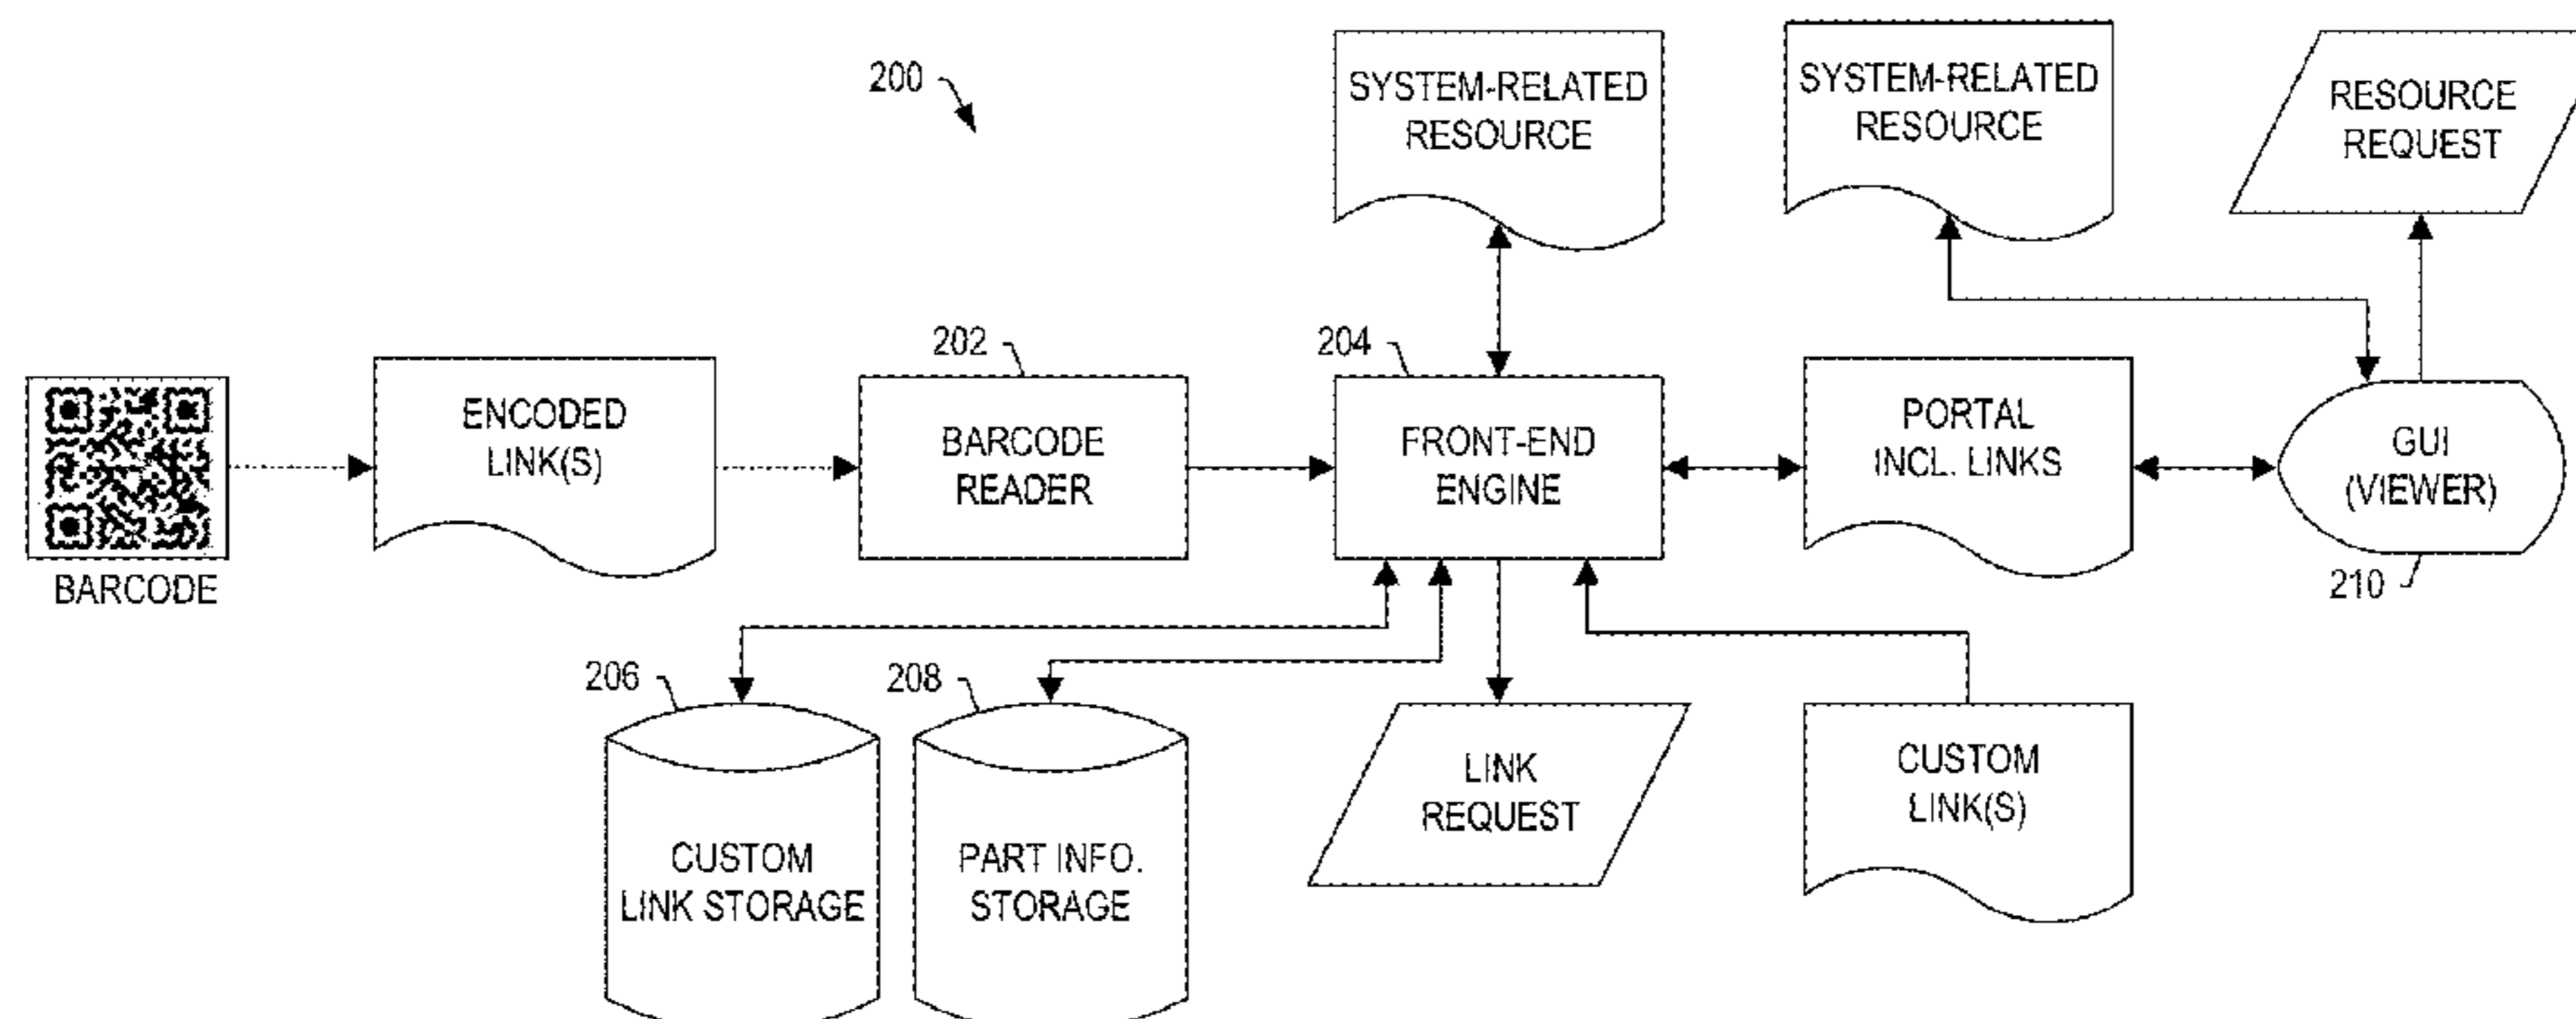 200
SYSTEM-RELATED
RESOURCE
SYSTEM-RELATED
RESOURCE
RESOURCE
REQUEST
BARCODE
ENCODED
LINK(S)
202
BARCODE
READER
204
FRONT-END
ENGINE
PORTAL
INCL. LINKS
GUI
(VIEWER)
210
206
CUSTOM
LINK STORAGE
208
PART INFO.
STORAGE
LINK
REQUEST
CUSTOM
LINK(S)